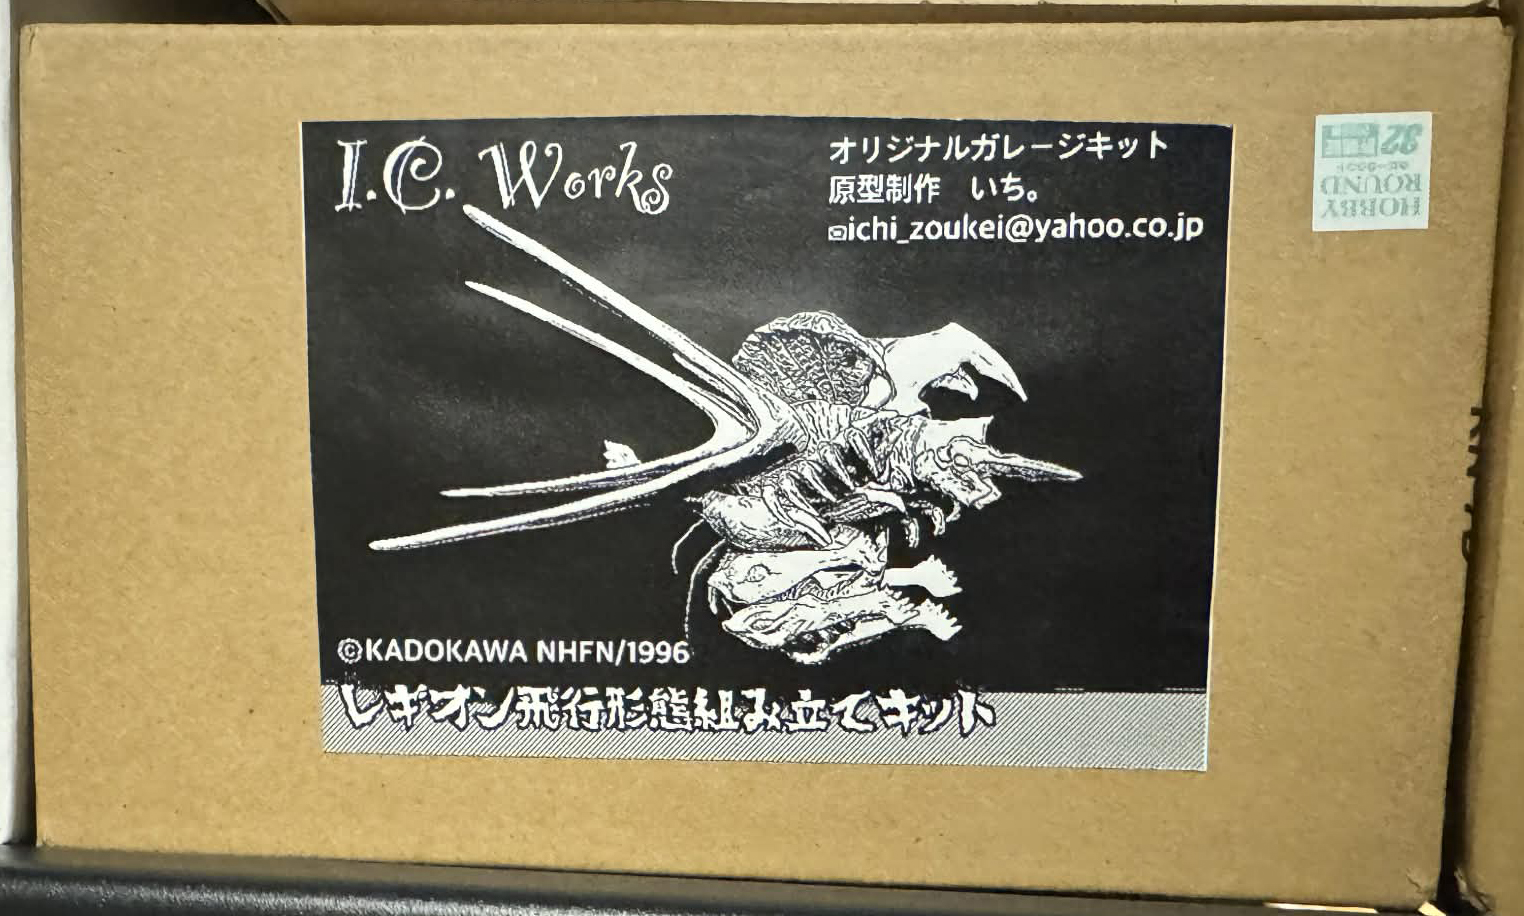 I.C. Works
オリジナルガレージキット
原型制作 いち。
✉ichi_zoukei@yahoo.co.jp
©KADOKAWA NHFN/1996
レギオン飛行形態組み立てキット
HOBBY
ROUND
32